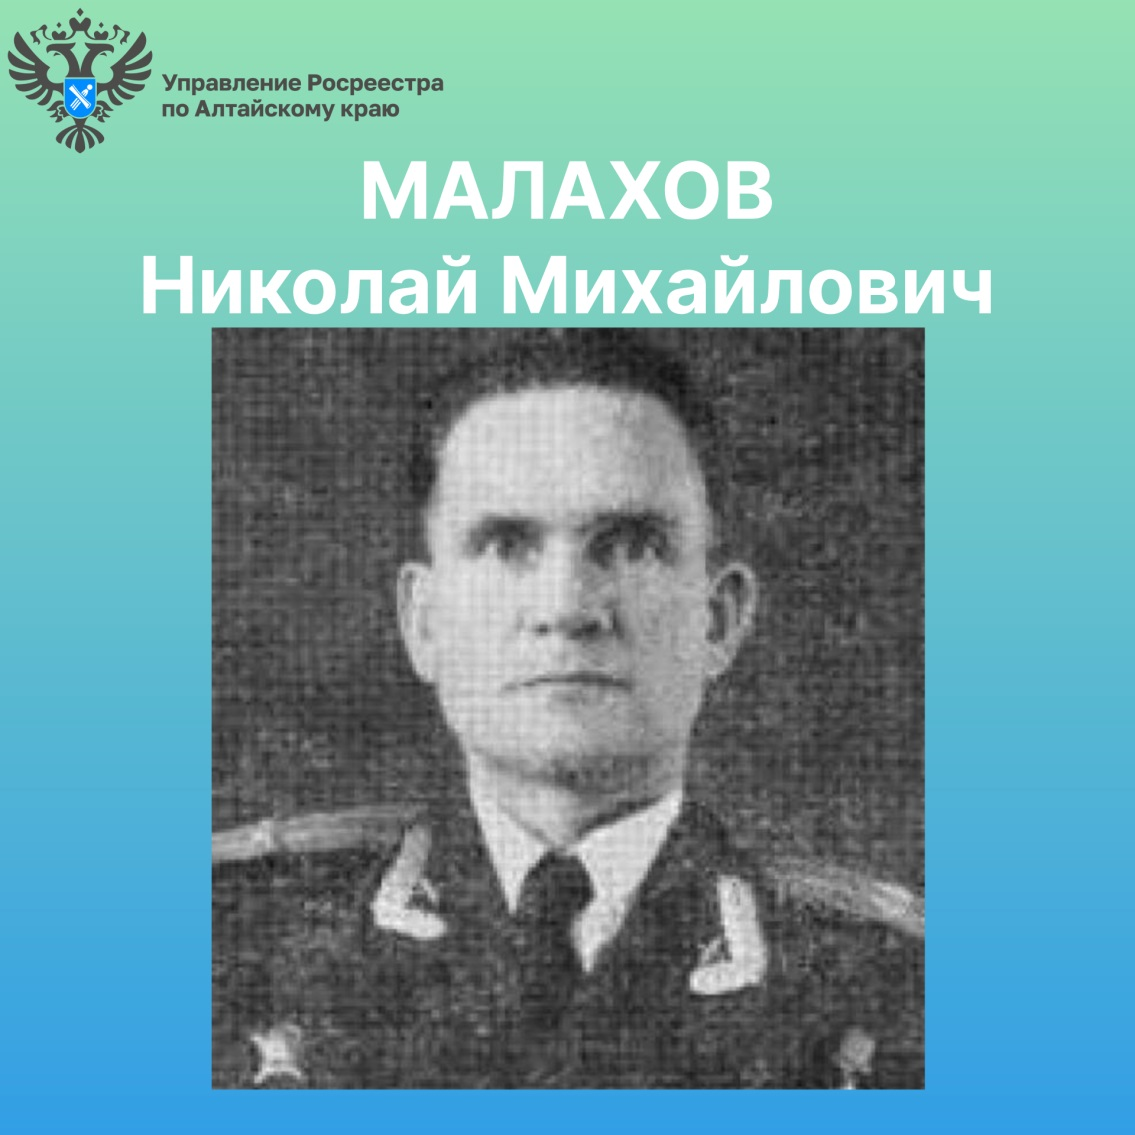 Управление Росреестра
по Алтайскому краю
МАЛАХОВ
Николай Михайлович